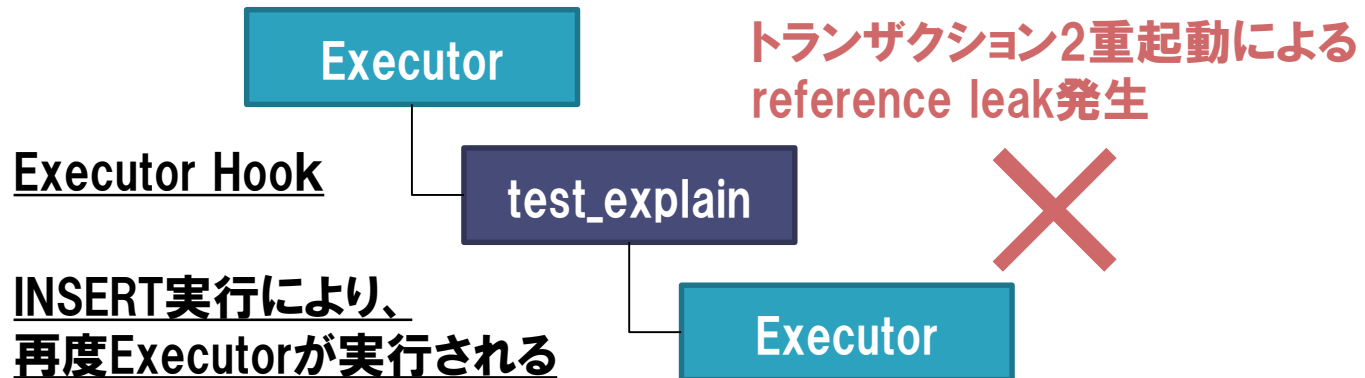 Executor
トランザクション2重起動による
reference leak発生
Executor Hook
test_explain
INSERT実行により、
再度Executorが実行される
Executor